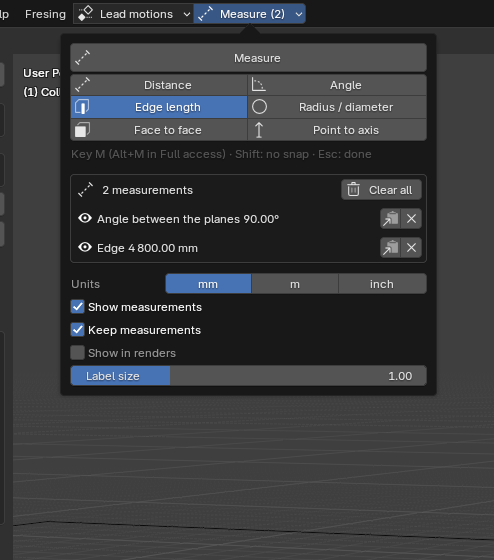 lp Fresing Lead motions Measure (2)
User P
(1) Coll
Measure
Distance Angle
Edge length Radius / diameter
Face to face Point to axis
Key M (Alt+M in Full access) · Shift: no snap · Esc: done
2 measurements Clear all
Angle between the planes 90.00°
Edge 4 800.00 mm
Units mm m inch
Show measurements
Keep measurements
Show in renders
Label size 1.00